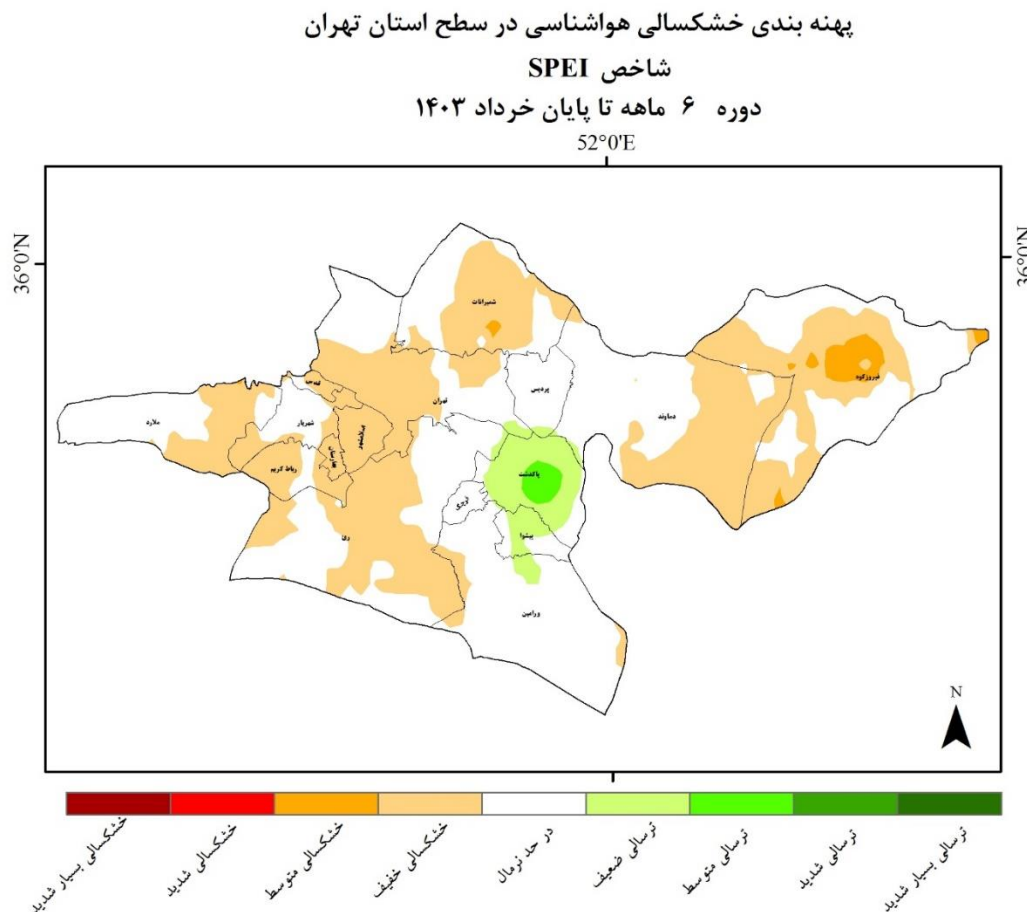 پهنه بندی خشکسالی هواشناسی در سطح استان تهران
شاخص SPEI
دوره ۶ ماهه تا پایان خرداد ۱۴۰۳
52°0'E
36°0'N
36°0'N
شمیرانات
فیروزکوه
تهران
پردیس
دماوند
ملارد
شهریار
قدس
اسلامشهر
بهارستان
رباط کریم
پاکدشت
قرچک
پیشوا
ری
ورامین
N
خشکسالی بسیار شدید
خشکسالی شدید
خشکسالی متوسط
خشکسالی خفیف
در حد نرمال
ترسالی ضعیف
ترسالی متوسط
ترسالی شدید
ترسالی بسیار شدید